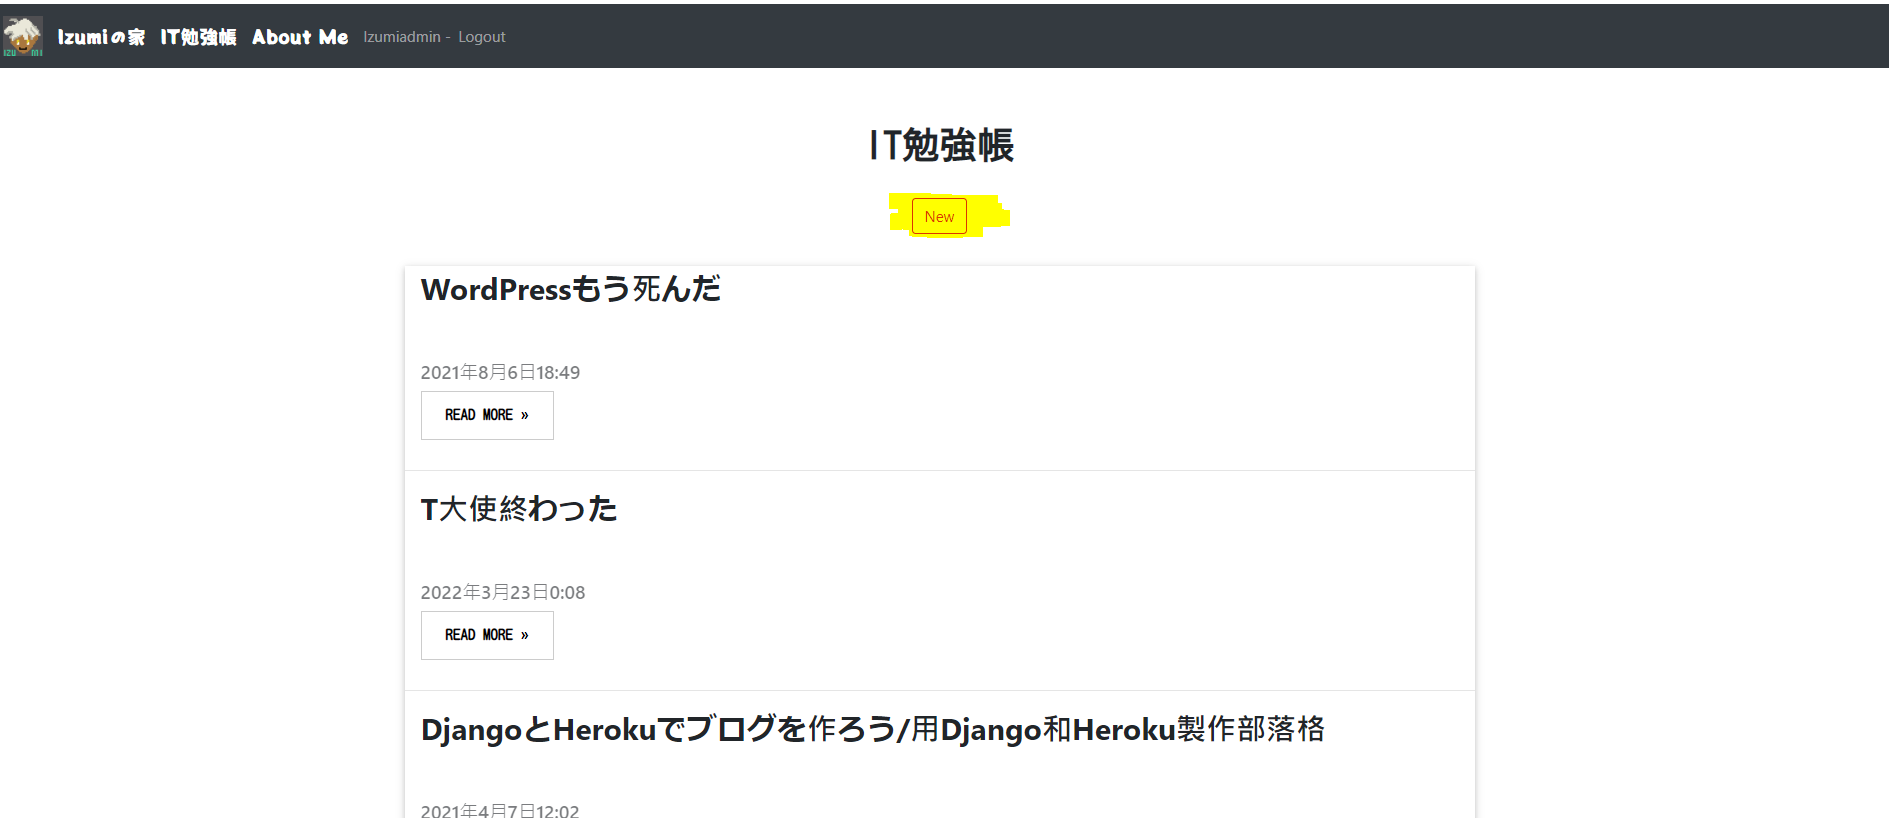 IZU MI
Izumiの家 IT勉強帳 About Me Izumiadmin - Logout
IT勉強帳
New
WordPressもう死んだ
2021年8月6日18:49
READ MORE »
T大使終わった
2022年3月23日0:08
READ MORE »
DjangoとHerokuでブログを作ろう/用Django和Heroku製作部落格
2021年4月7日12:02